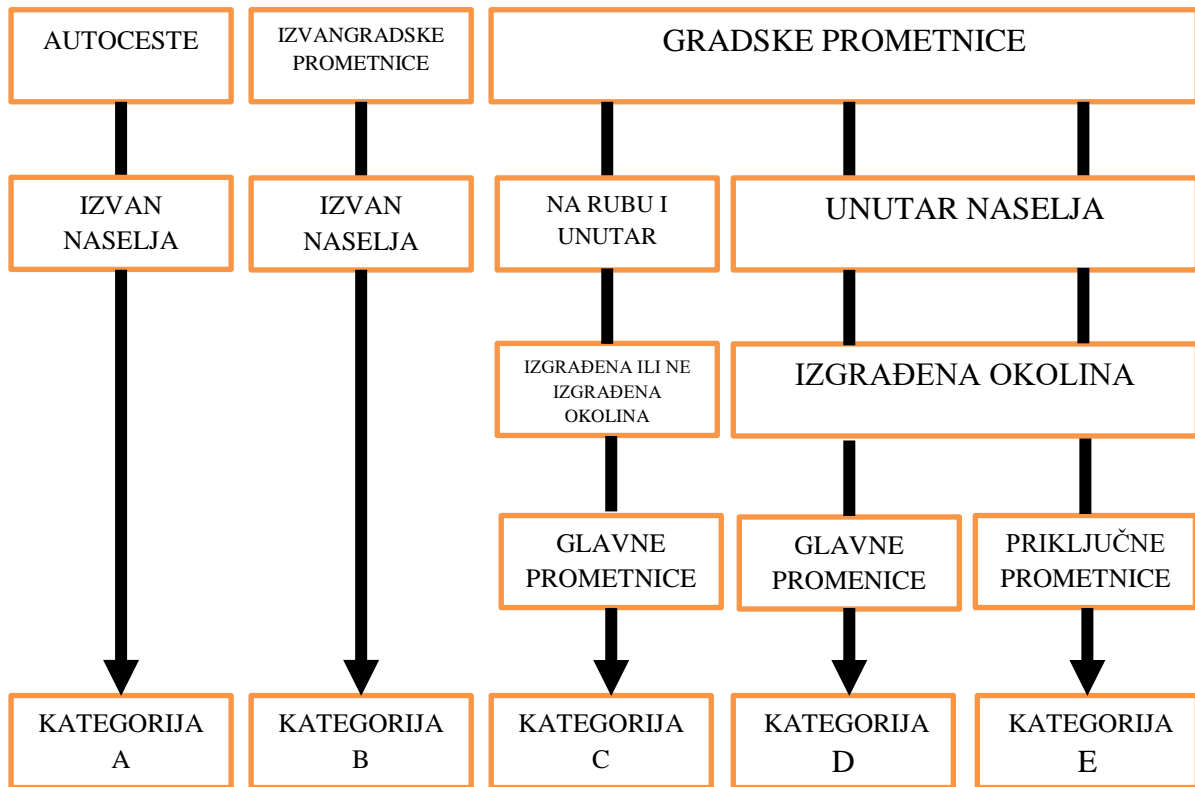 AUTOCESTE
IZVANGRADSKE
PROMETNICE
GRADSKE PROMETNICE
IZVAN
NASELJA
IZVAN
NASELJA
NA RUBU I
UNUTAR
UNUTAR NASELJA
IZGRAĐENA ILI NE
IZGRAĐENA
OKOLINA
IZGRAĐENA OKOLINA
GLAVNE
PROMETNICE
GLAVNE
PROMENICE
PRIKLJUČNE
PROMETNICE
KATEGORIJA
A
KATEGORIJA
B
KATEGORIJA
C
KATEGORIJA
D
KATEGORIJA
E